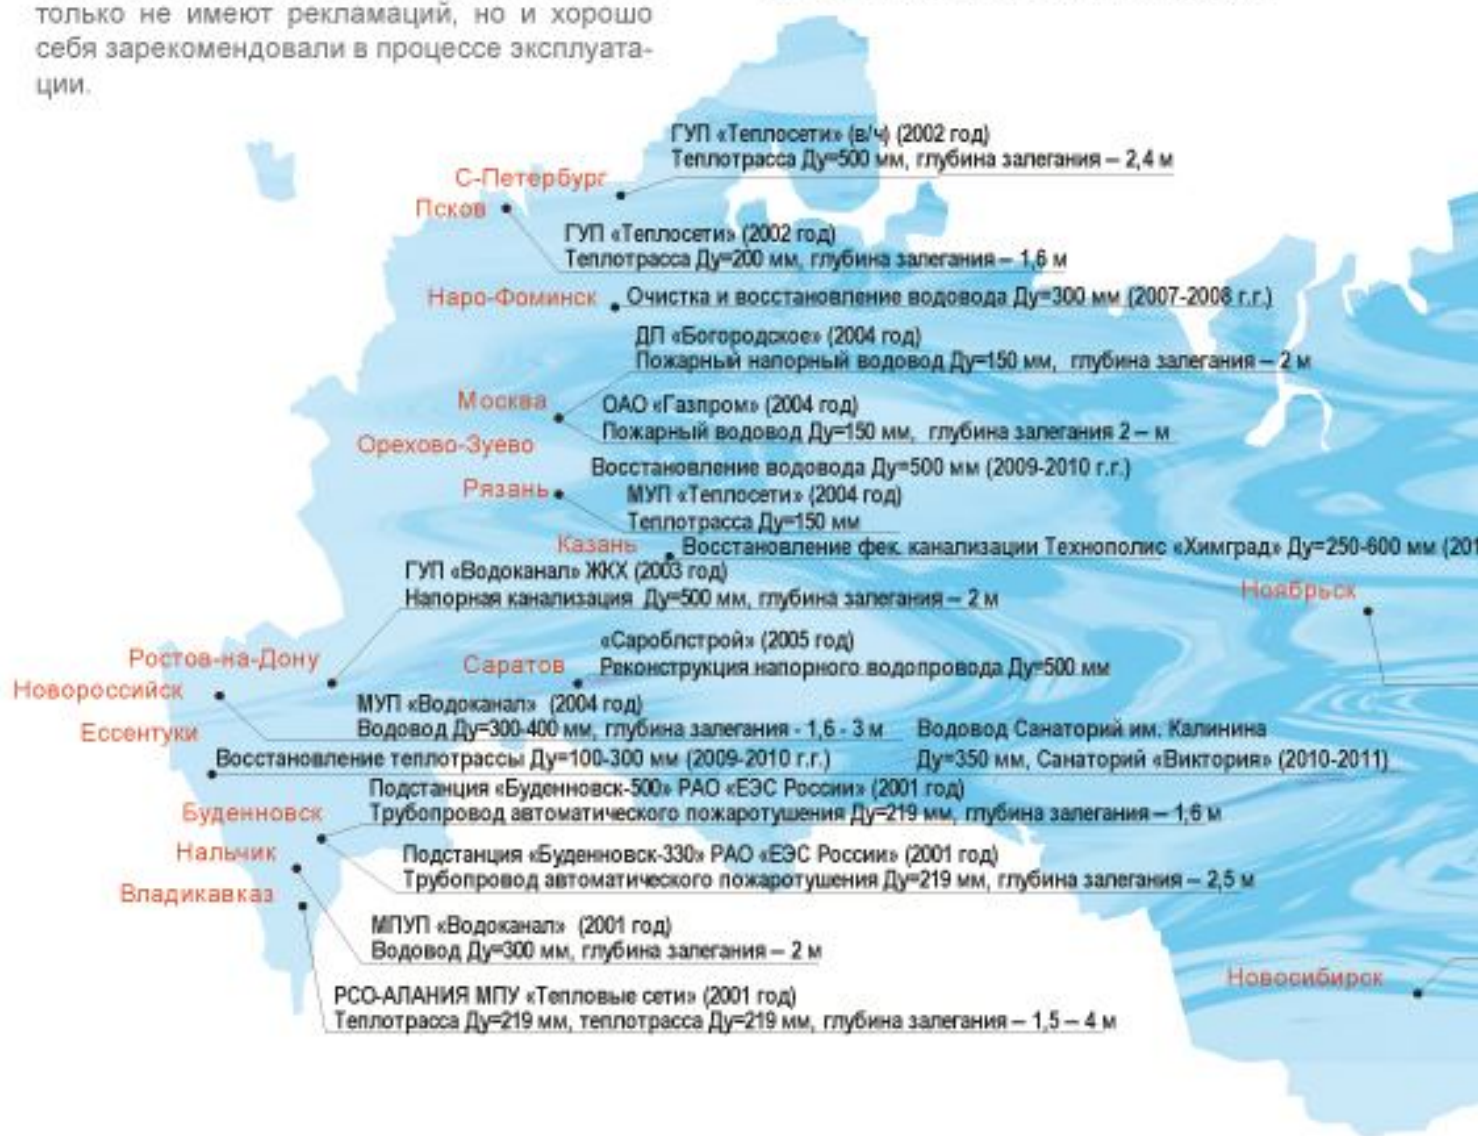 только не имеют рекламаций, но и хорошо
себя зарекомендовали в процессе эксплуата-
ции.
ГУП «Теплосети» (в/ч) (2002 год)
Теплотрасса Ду=500 мм, глубина залегания – 2,4 м
С-Петербург
Псков
ГУП «Теплосети» (2002 год)
Теплотрасса Ду=200 мм, глубина залегания – 1,6 м
Наро-Фоминск
Очистка и восстановление водовода Ду=300 мм (2007-2008 г.г.)
ДП «Богородское» (2004 год)
Пожарный напорный водовод Ду=150 мм, глубина залегания – 2 м
Москва
ОАО «Газпром» (2004 год)
Пожарный водовод Ду=150 мм, глубина залегания 2 – м
Орехово-Зуево
Восстановление водовода Ду=500 мм (2009-2010 г.г.)
Рязань
МУП «Теплосети» (2004 год)
Теплотрасса Ду=150 мм
Казань
Восстановление фек. канализации Технополис «Химград» Ду=250-600 мм (201
ГУП «Водоканал» ЖКХ (2003 год)
Напорная канализация Ду=500 мм, глубина залегания – 2 м
Ноябрьск
Ростов-на-Дону
Саратов
«Сароблстрой» (2005 год)
Реконструкция напорного водопровода Ду=500 мм
Новороссийск
МУП «Водоканал» (2004 год)
Водовод Ду=300-400 мм, глубина залегания - 1,6 - 3 м
Ессентуки
Водовод Санаторий им. Калинина
Восстановление теплотрассы Ду=100-300 мм (2009-2010 г.г.)
Ду=350 мм, Санаторий «Виктория» (2010-2011)
Подстанция «Буденновск-500» РАО «ЕЭС России» (2001 год)
Трубопровод автоматического пожаротушения Ду=219 мм, глубина залегания – 1,6 м
Буденновск
Нальчик
Подстанция «Буденновск-330» РАО «ЕЭС России» (2001 год)
Трубопровод автоматического пожаротушения Ду=219 мм, глубина залегания – 2,5 м
Владикавказ
МПУП «Водоканал» (2001 год)
Водовод Ду=300 мм, глубина залегания – 2 м
Новосибирск
РСО-АЛАНИЯ МПУ «Тепловые сети» (2001 год)
Теплотрасса Ду=219 мм, теплотрасса Ду=219 мм, глубина залегания – 1,5 – 4 м